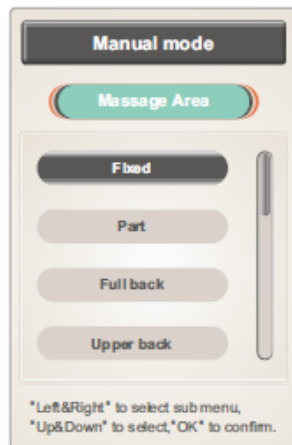 Manual mode
Massage Area
Fixed
Part
Full back
Upper back
"Left&Right" to select sub menu,
"Up&Down" to select,"OK" to confirm.